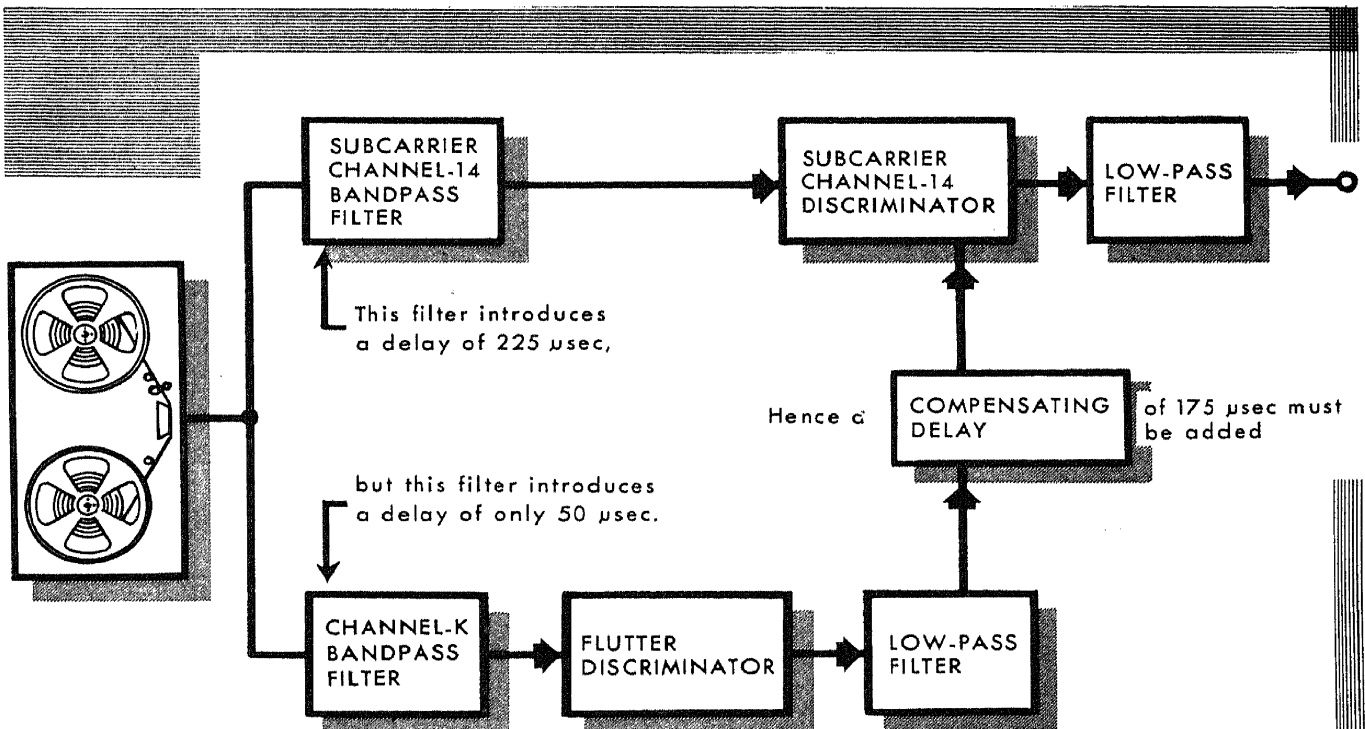 SUBCARRIER
CHANNEL-14
BANDPASS
FILTER
SUBCARRIER
CHANNEL-14
DISCRIMINATOR
LOW-PASS
FILTER
This filter introduces
a delay of 225 μsec,
Hence a
COMPENSATING
DELAY
of 175 μsec must
be added
but this filter introduces
a delay of only 50 μsec.
CHANNEL-K
BANDPASS
FILTER
FLUTTER
DISCRIMINATOR
LOW-PASS
FILTER